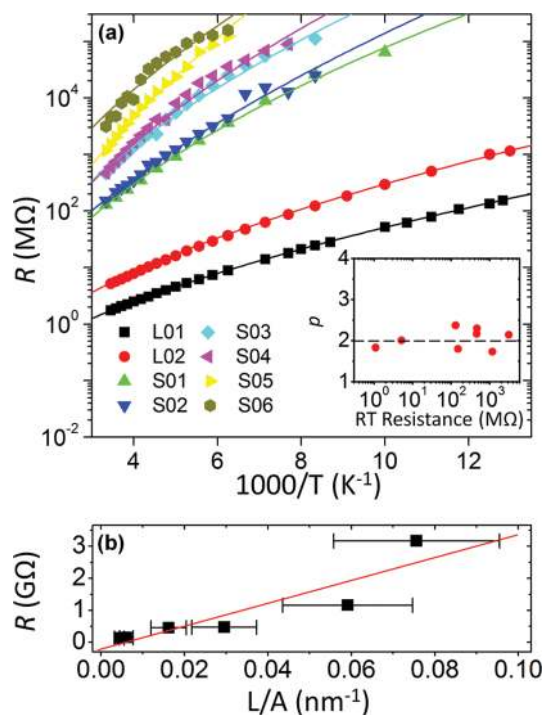 (a)
10^4
10^2
10^0
10^-2
R (MΩ)
L01
L02
S01
S02
S03
S04
S05
S06
4
3
2
1
p
10^0 10^1 10^2 10^3
RT Resistance (MΩ)
4 6 8 10 12
1000/T (K^-1)
(b)
3
2
1
0
R (GΩ)
0.00 0.02 0.04 0.06 0.08 0.10
L/A (nm^-1)